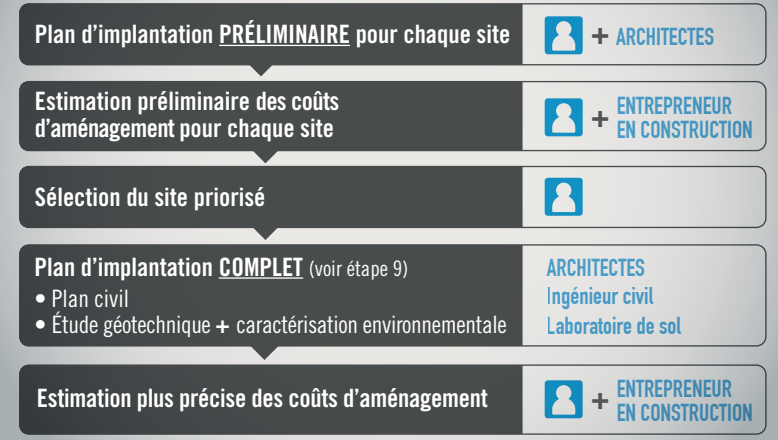 Plan d’implantation PRÉLIMINAIRE pour chaque site
+ ARCHITECTES
Estimation préliminaire des coûts
d’aménagement pour chaque site
+ ENTREPRENEUR
EN CONSTRUCTION
Sélection du site priorisé
Plan d’implantation COMPLET (voir étape 9)
• Plan civil
• Étude géotechnique + caractérisation environnementale
ARCHITECTES
Ingénieur civil
Laboratoire de sol
Estimation plus précise des coûts d’aménagement
+ ENTREPRENEUR
EN CONSTRUCTION